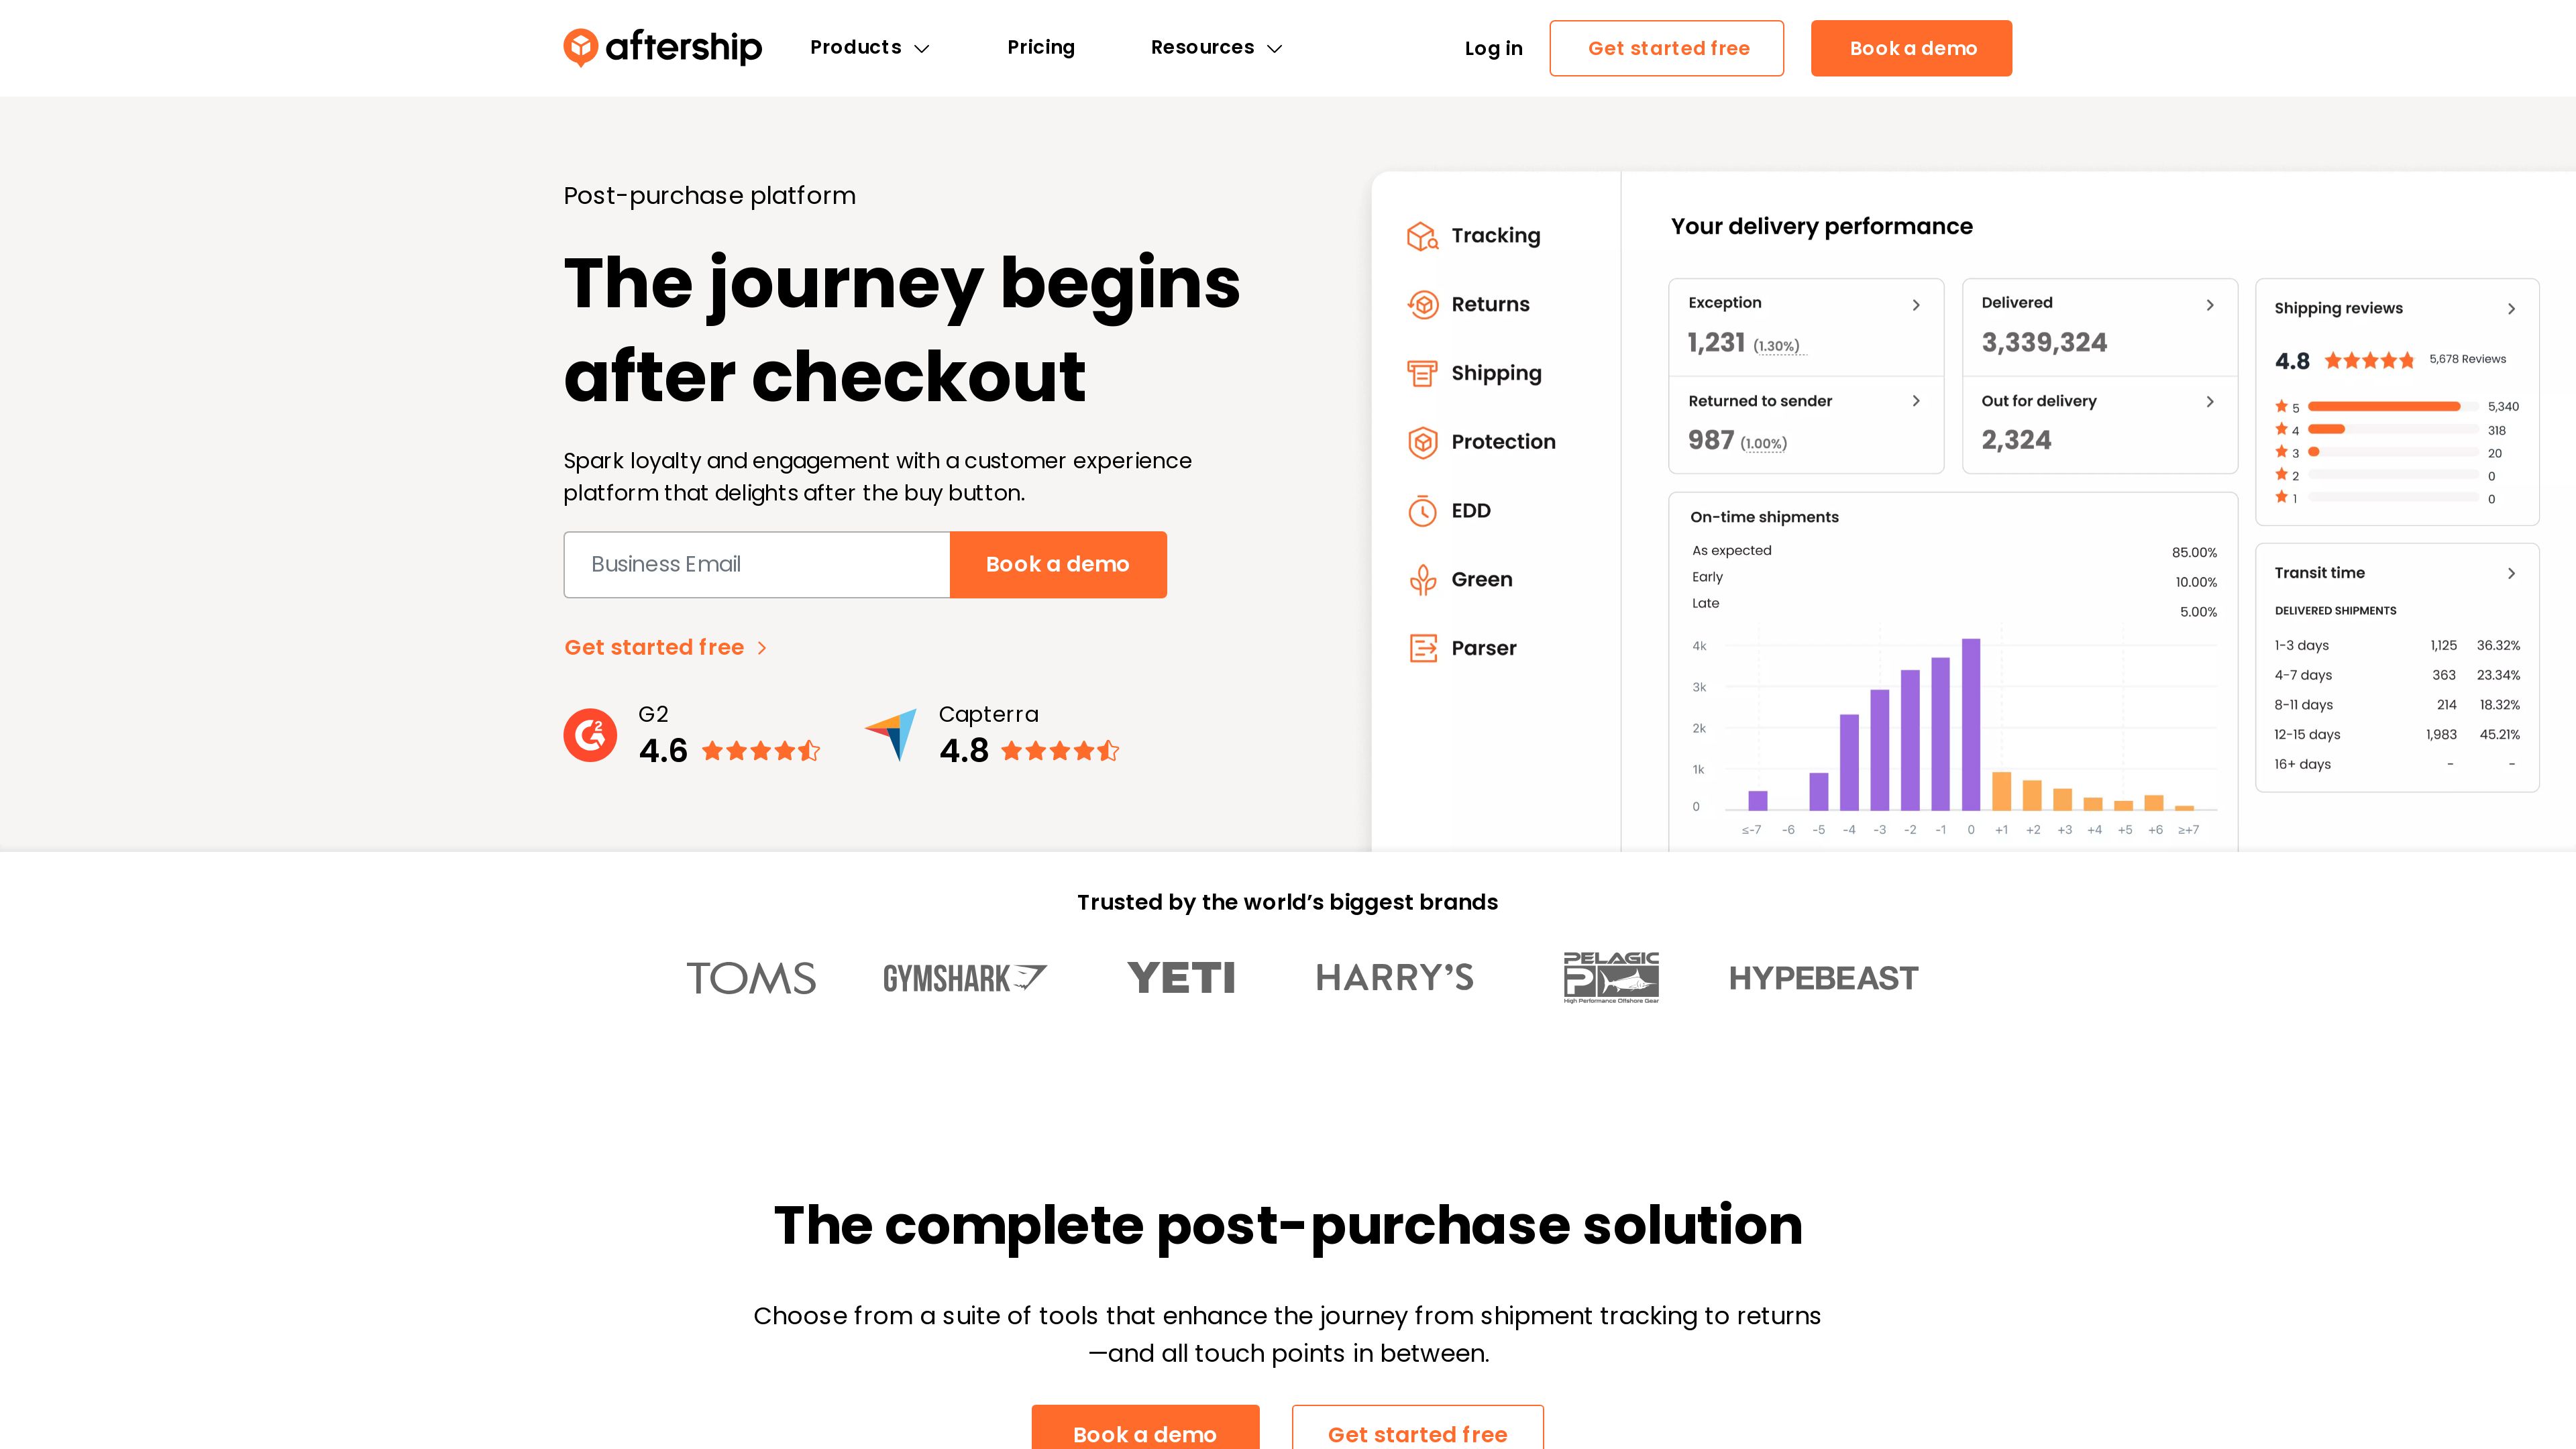 aftership
Products
Pricing
Resources
Log in
Get started free
Book a demo
Post-purchase platform
The journey begins
after checkout
Spark loyalty and engagement with a customer experience
platform that delights after the buy button.
Business Email
Book a demo
Get started free
G2
4.6
Capterra
4.8
Tracking
Returns
Shipping
Protection
EDD
Green
Parser
Your delivery performance
Exception
1,231 (1.30%)
Returned to sender
987 (1.00%)
Delivered
3,339,324
Out for delivery
2,324
Shipping reviews
4.8 5,678 Reviews
5 5,340
4 318
3 20
2 0
1 0
On-time shipments
As expected 85.00%
Early 10.00%
Late 5.00%
4k
3k
2k
1k
0
≤-7 -6 -5 -4 -3 -2 -1 0 +1 +2 +3 +4 +5 +6 ≥+7
Transit time
DELIVERED SHIPMENTS
1-3 days 1,125 36.32%
4-7 days 363 23.34%
8-11 days 214 18.32%
12-15 days 1,983 45.21%
16+ days - -
Trusted by the world’s biggest brands
TOMS
GYMSHARK
YETI
HARRY’S
PELAGIC
P
High Performance Offshore Gear
HYPEBEAST
The complete post-purchase solution
Choose from a suite of tools that enhance the journey from shipment tracking to returns
—and all touch points in between.
Book a demo
Get started free